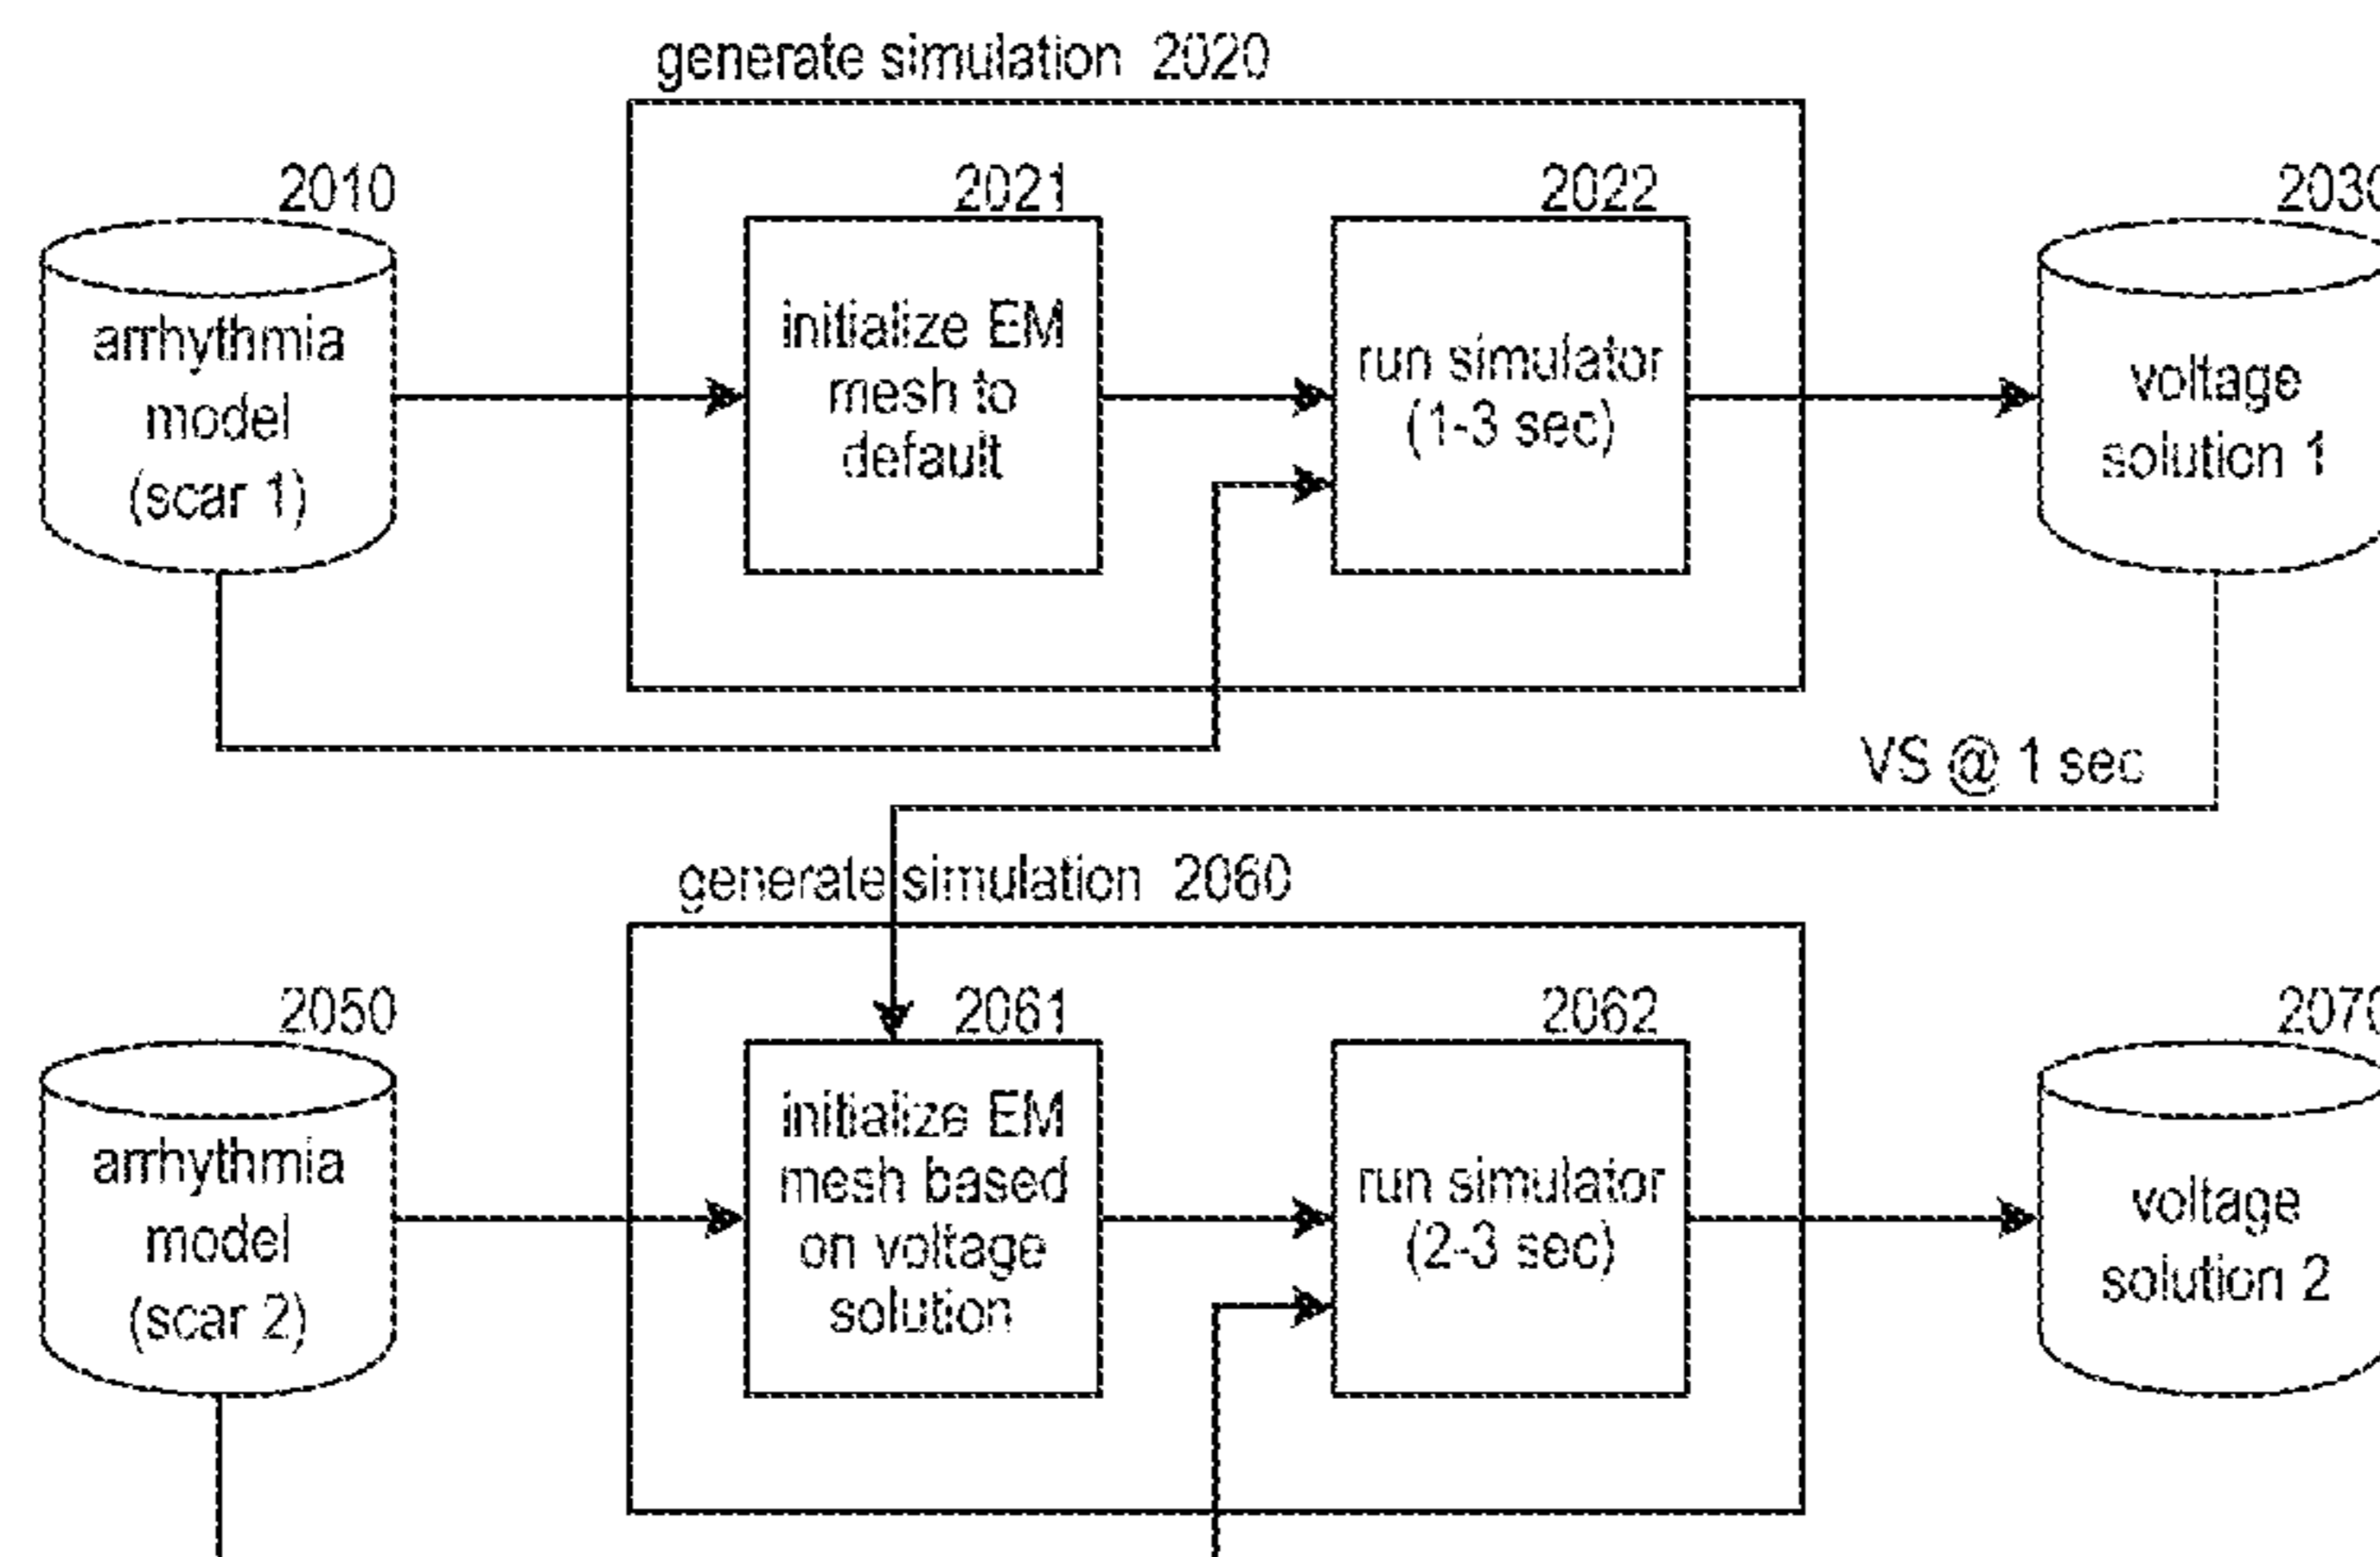 generate simulation 2020
2010
2021
2022
2030
arrhythmia
model
(scar 1)
initialize EM
mesh to
default
run simulator
(1-3 sec)
voltage
solution 1
VS @ 1 sec
generate simulation 2060
2050
2061
2062
2070
arrhythmia
model
(scar 2)
initialize EM
mesh based
on voltage
solution
run simulator
(2-3 sec)
voltage
solution 2